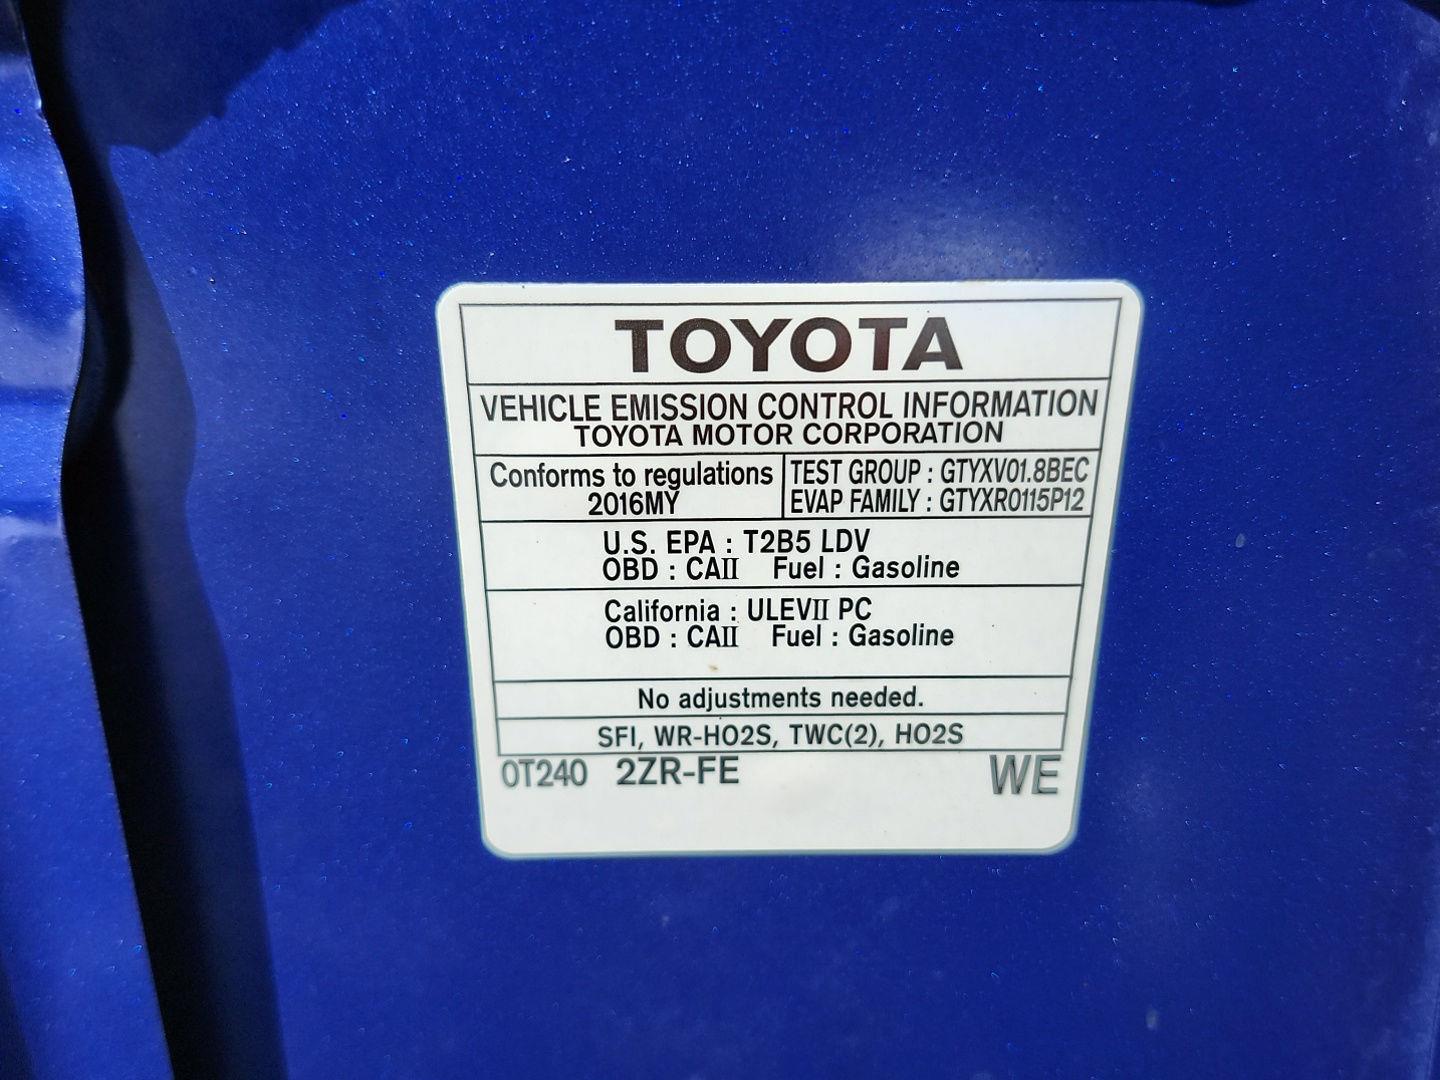 TOYOTA
VEHICLE EMISSION CONTROL INFORMATION
TOYOTA MOTOR CORPORATION
Conforms to regulations
2016MY
TEST GROUP : GTYXV01.8BEC
EVAP FAMILY : GTYXR0115P12
U.S. EPA : T2B5 LDV
OBD : CAII Fuel : Gasoline
California : ULEVII PC
OBD : CAII Fuel : Gasoline
No adjustments needed.
SFI, WR-HO2S, TWC(2), HO2S
0T240 2ZR-FE WE